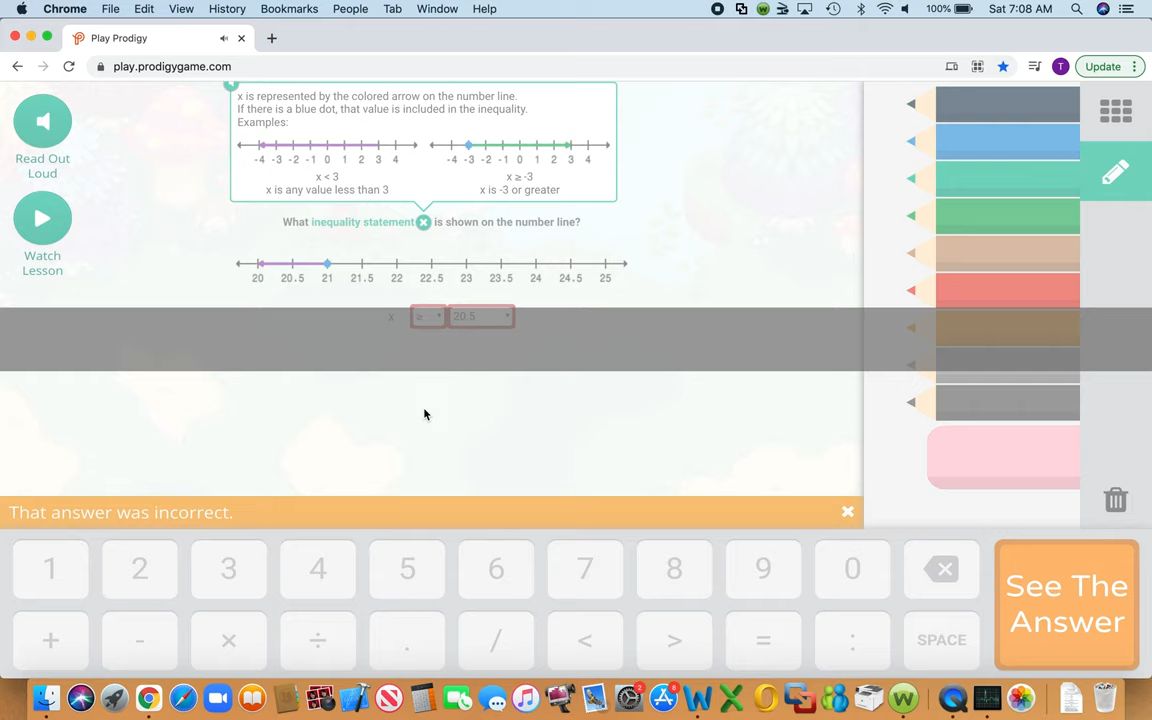 Chrome File Edit View History Bookmarks People Tab Window Help 100% Sat 7:08 AM
Play Prodigy
play.prodigygame.com T Update
x is represented by the colored arrow on the number line.
If there is a blue dot, that value is included in the inequality.
Examples:
-4 -3 -2 -1 0 1 2 3 4 -4 -3 -2 -1 0 1 2 3 4
x < 3 x ≥ -3
x is any value less than 3 x is -3 or greater
Read Out
Loud
What inequality statement is shown on the number line?
Watch
Lesson
20 20.5 21 21.5 22 22.5 23 23.5 24 24.5 25
x ≥ 20.5
That answer was incorrect.
1 2 3 4 5 6 7 8 9 0
+ - × ÷ . / < > = : SPACE
See The
Answer